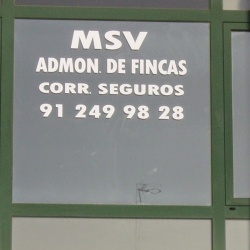 MSV
ADMON. DE FINCAS
CORR. SEGUROS
91 249 98 28